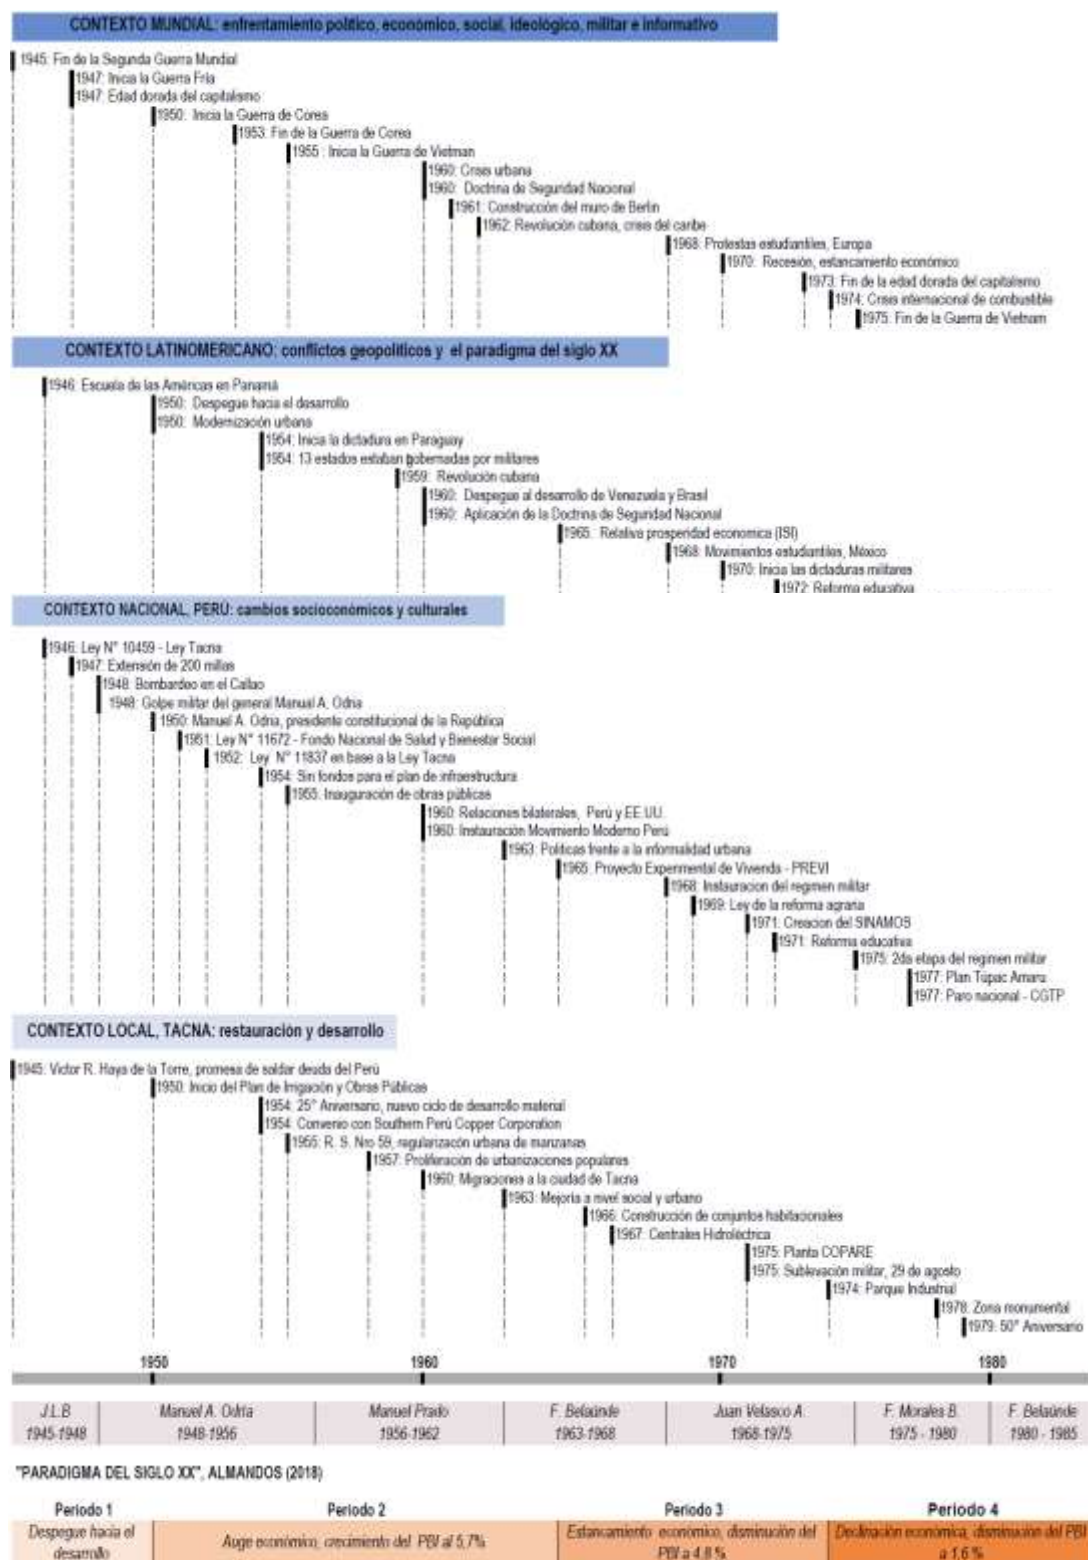 CONTEXTO MUNDIAL: enfrentamiento político, económico, social, ideológico, militar e informativo
1945: Fin de la Segunda Guerra Mundial
1947: Inicia la Guerra Fría
1947: Edad dorada del capitalismo
1950: Inicia la Guerra de Corea
1953: Fin de la Guerra de Corea
1955 : Inicia la Guerra de Vietman
1960: Crisis urbana
1960: Doctrina de Seguridad Nacional
1961: Construcción del muro de Berlin
1962: Revolución cubana, crisis del caribe
1968: Protestas estudiantiles, Europa
1970: Recesión, estancamiento económico
1973: Fin de la edad dorada del capitalismo
1974: Crisis internacional de combustible
1975: Fin de la Guerra de Vietnam
CONTEXTO LATINOMERICANO: conflictos geopolíticos y el paradigma del siglo XX
1946: Escuela de las Américas en Panamá
1950: Despegue hacia el desarrollo
1950: Modernización urbana
1954: Inicia la dictadura en Paraguay
1954: 13 estados estaban gobernadas por militares
1959: Revolución cubana
1960: Despegue al desarrollo de Venezuela y Brasil
1960: Aplicación de la Doctrina de Seguridad Nacional
1965: Relativa prosperidad economica (ISI)
1968: Movimientos estudiantiles, México
1970: Inicia las dictaduras militares
1972: Reforma educativa
CONTEXTO NACIONAL, PERÚ: cambios socioconómicos y culturales
1946: Ley N° 10459 - Ley Tacna
1947: Extensión de 200 millas
1948: Bombardeo en el Callao
1948: Golpe militar del general Manual A. Odria
1950: Manuel A. Odria, presidente constitucional de la República
1951: Ley N° 11672 - Fondo Nacional de Salud y Bienestar Social
1952: Ley N° 11837 en base a la Ley Tacna
1954: Sin fondos para el plan de infraestructura
1955: Inauguración de obras públicas
1960: Relaciones bilaterales, Perú y EE.UU.
1960: Instauración Movimiento Moderno Perú
1963: Políticas frente a la informalidad urbana
1965: Proyecto Experimental de Vivienda - PREVI
1968: Instauracion del regimen militar
1969: Ley de la reforma agraria
1971: Creacion del SINAMOS
1971: Reforma educativa
1975: 2da etapa del regimen militar
1977: Plan Túpac Amaru
1977: Paro nacional - CGTP
CONTEXTO LOCAL, TACNA: restauración y desarrollo
1945: Victor R. Haya de la Torre, promesa de saldar deuda del Perú
1950: Inicio del Plan de Irrigación y Obras Públicas
1954: 25° Aniversario, nuevo ciclo de desarrollo material
1954: Convenio con Southern Perú Copper Corporation
1955: R. S. Nro 59, regularizacón urbana de manzanas
1957: Proliferación de urbanizaciones populares
1960: Migraciones a la ciudad de Tacna
1963: Mejoría a nivel social y urbano
1966: Construcción de conjuntos habitacionales
1967: Centrales Hidroléctrica
1975: Planta COPARE
1975: Sublevación militar, 29 de agosto
1974: Parque Industrial
1978: Zona monumental
1979: 50° Aniversario
1950 1960 1970 1980
J.L.B Manuel A. Odria Manuel Prado F. Belaúnde Juan Velasco A. F. Morales B. F. Belaúnde
1945-1948 1948-1956 1956-1962 1963-1968 1968-1975 1975 - 1980 1980 - 1985
"PARADIGMA DEL SIGLO XX", ALMANDOS (2018)
Periodo 1 Periodo 2 Periodo 3 Periodo 4
Despegue hacia el desarrollo
Auge económico, crecimiento del PBI al 5,7%
Estancamiento económico, disminución del PBI a 4.8 %
Declinación económica, disminución del PBI a 1.6 %